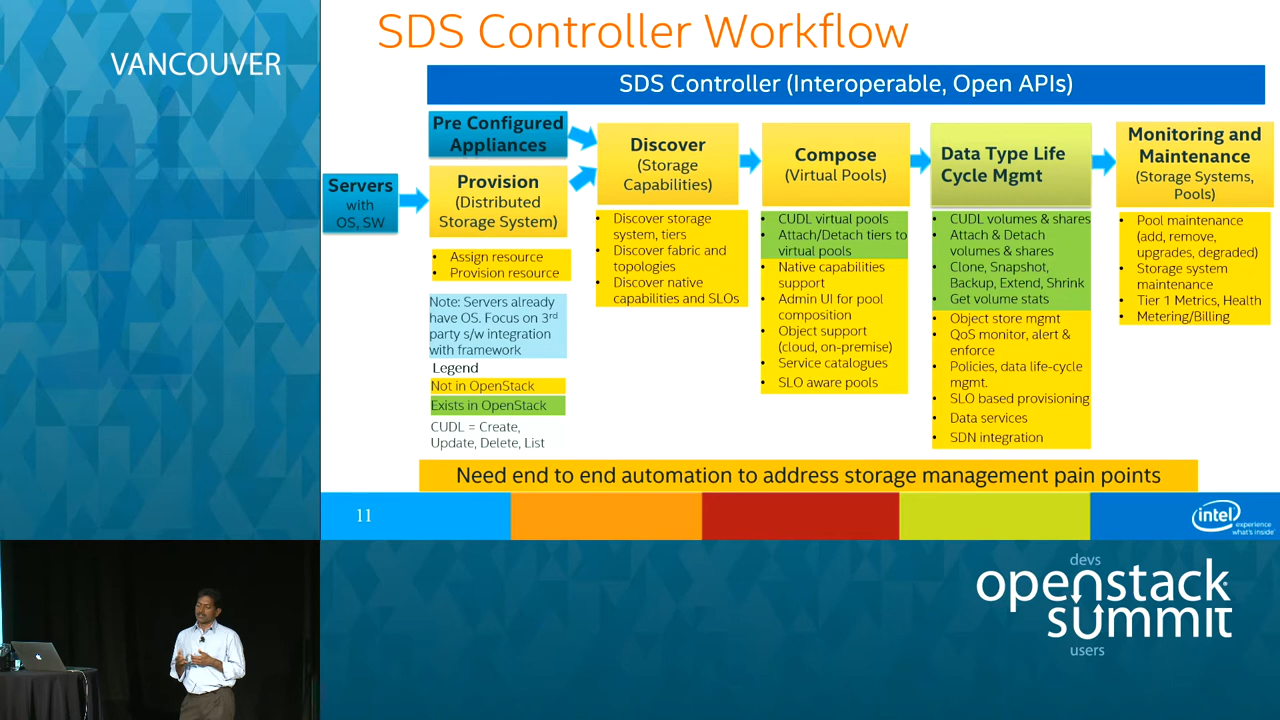 SDS Controller Workflow
VANCOUVER
SDS Controller (Interoperable, Open APIs)
Servers
with
OS, SW
Pre Configured
Appliances
Provision
(Distributed
Storage System)
• Assign resource
• Provision resource
Note: Servers already
have OS. Focus on 3rd
party s/w integration
with framework
Legend
Not in OpenStack
Exists in OpenStack
CUDL = Create,
Update, Delete, List
Discover
(Storage
Capabilities)
• Discover storage
system, tiers
• Discover fabric and
topologies
• Discover native
capabilities and SLOs
Compose
(Virtual Pools)
• CUDL virtual pools
• Attach/Detach tiers to
virtual pools
• Native capabilities
support
• Admin UI for pool
composition
• Object support
(cloud, on-premise)
• Service catalogues
• SLO aware pools
Data Type Life
Cycle Mgmt
• CUDL volumes & shares
• Attach & Detach
volumes & shares
• Clone, Snapshot,
Backup, Extend, Shrink
• Get volume stats
• Object store mgmt
• QoS monitor, alert &
enforce
• Policies, data life-cycle
mgmt.
• SLO based provisioning
• Data services
• SDN integration
Monitoring and
Maintenance
(Storage Systems,
Pools)
• Pool maintenance
(add, remove,
upgrades, degraded)
• Storage system
maintenance
• Tier 1 Metrics, Health
• Metering/Billing
Need end to end automation to address storage management pain points
11
intel
experience
what's inside
devs
openstack
summit
users